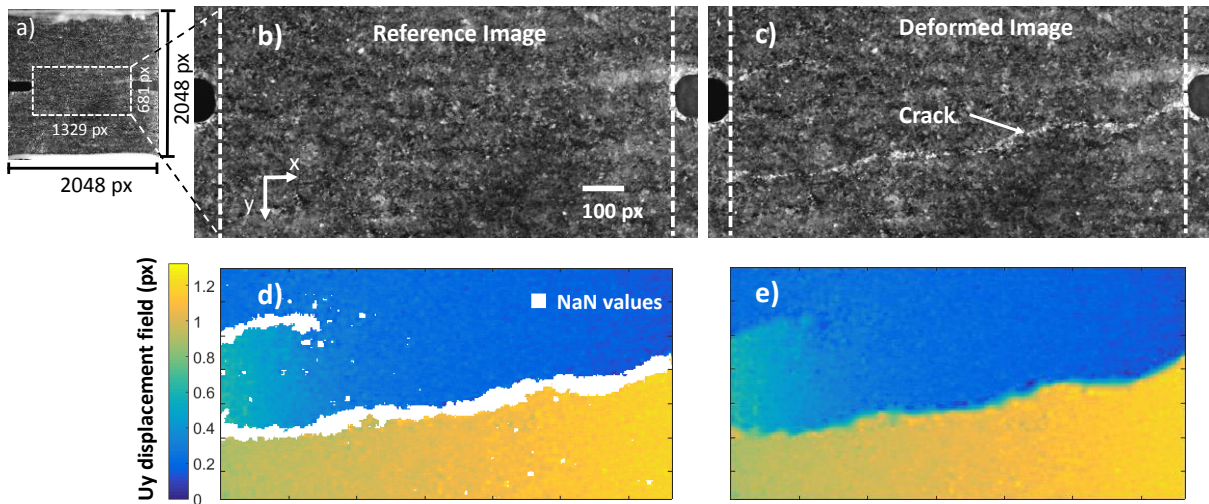 a)
681 px
1329 px
2048 px
2048 px
b)
Reference Image
x
y
100 px
c)
Deformed Image
Crack
Uy displacement field (px)
1.2
1
0.8
0.6
0.4
0.2
0
d)
NaN values
e)